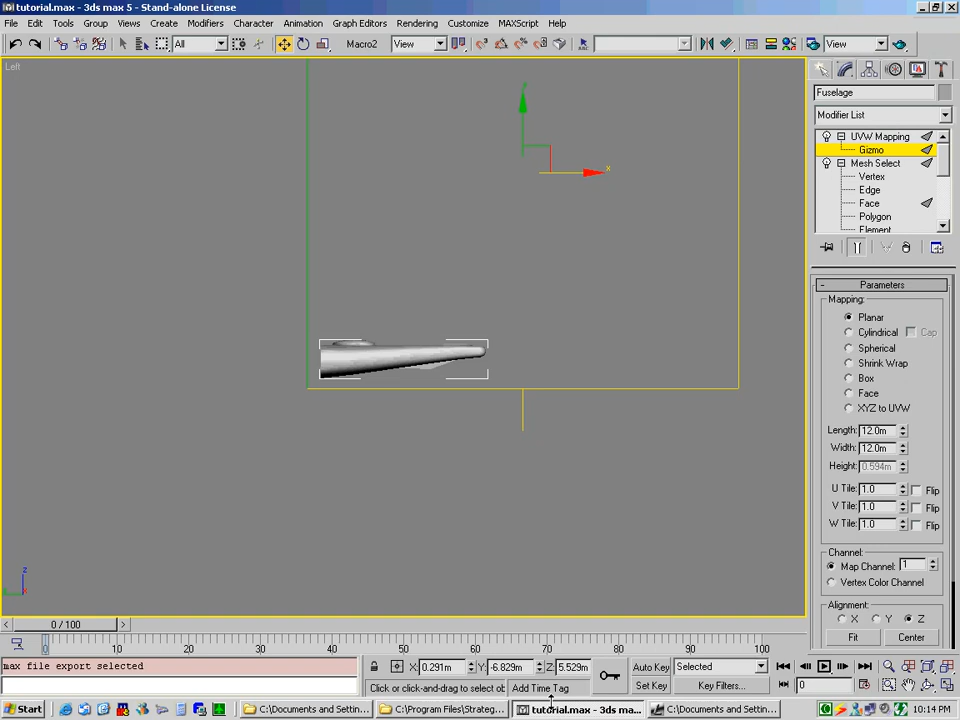 tutorial.max - 3ds max 5 - Stand-alone License
File Edit Tools Group Views Create Modifiers Character Animation Graph Editors Rendering Customize MAXScript Help
All Macro2 View View
Left
Fuselage
Modifier List
UVW Mapping
Gizmo
Mesh Select
Vertex
Edge
Face
Polygon
Element
- Parameters
Mapping:
Planar
Cylindrical Cap
Spherical
Shrink Wrap
Box
Face
XYZ to UVW
Length: 12.0m
Width: 12.0m
Height: 0.594m
U Tile: 1.0 Flip
V Tile: 1.0 Flip
W Tile: 1.0 Flip
Channel:
Map Channel: 1
Vertex Color Channel
Alignment:
X Y Z
Fit Center
x
z
0 / 100
0 10 20 30 40 50 60 70 80 90 100
max file export selected
X: 0.291m Y: -6.829m Z: 5.529m
Auto Key Selected
Click or click-and-drag to select ob Add Time Tag
Set Key Key Filters... 0
Start C:\Documents and Settin... C:\Program Files\Strateg... tutorial.max - 3ds ma... C:\Documents and Settin... 10:14 PM